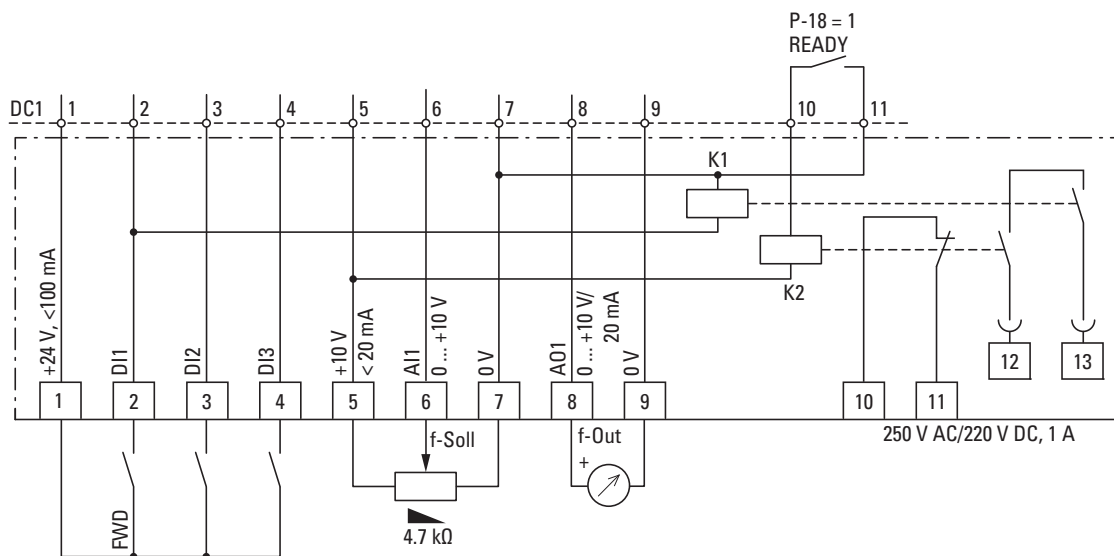 P-18 = 1
READY
DC1 1 2 3 4 5 6 7 8 9 10 11
K1
K2
+24 V, <100 mA
DI1
DI2
DI3
+10 V
< 20 mA
AI1
0 ... +10 V
0 V
AO1
0 ... +10 V/
20 mA
0 V
12 13
1 2 3 4 5 6 7 8 9 10 11
250 V AC/220 V DC, 1 A
f-Soll
f-Out
+
FWD
4.7 kΩ